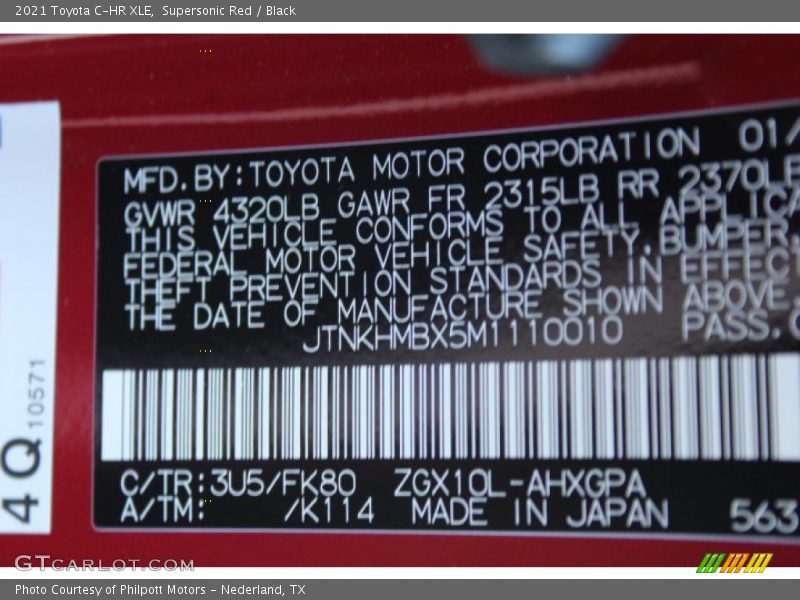 2021 Toyota C-HR XLE,  Supersonic Red / Black
MFD.BY:TOYOTA MOTOR CORPORATION 01/
GVWR 4320LB GAWR FR 2315LB RR 2370LB
THIS VEHICLE CONFORMS TO ALL APPLICA
FEDERAL MOTOR VEHICLE SAFETY,BUMPER,
THEFT PREVENTION STANDARDS IN EFFECT
THE DATE OF MANUFACTURE SHOWN ABOVE.
JTNKHMBX5M1110010 PASS.C
C/TR:3U5/FK80 ZGX10L-AHXGPA
A/TM: /K114 MADE IN JAPAN 563
4 Q 10571
GTCARLOT.COM
Photo Courtesy of Philpott Motors - Nederland, TX